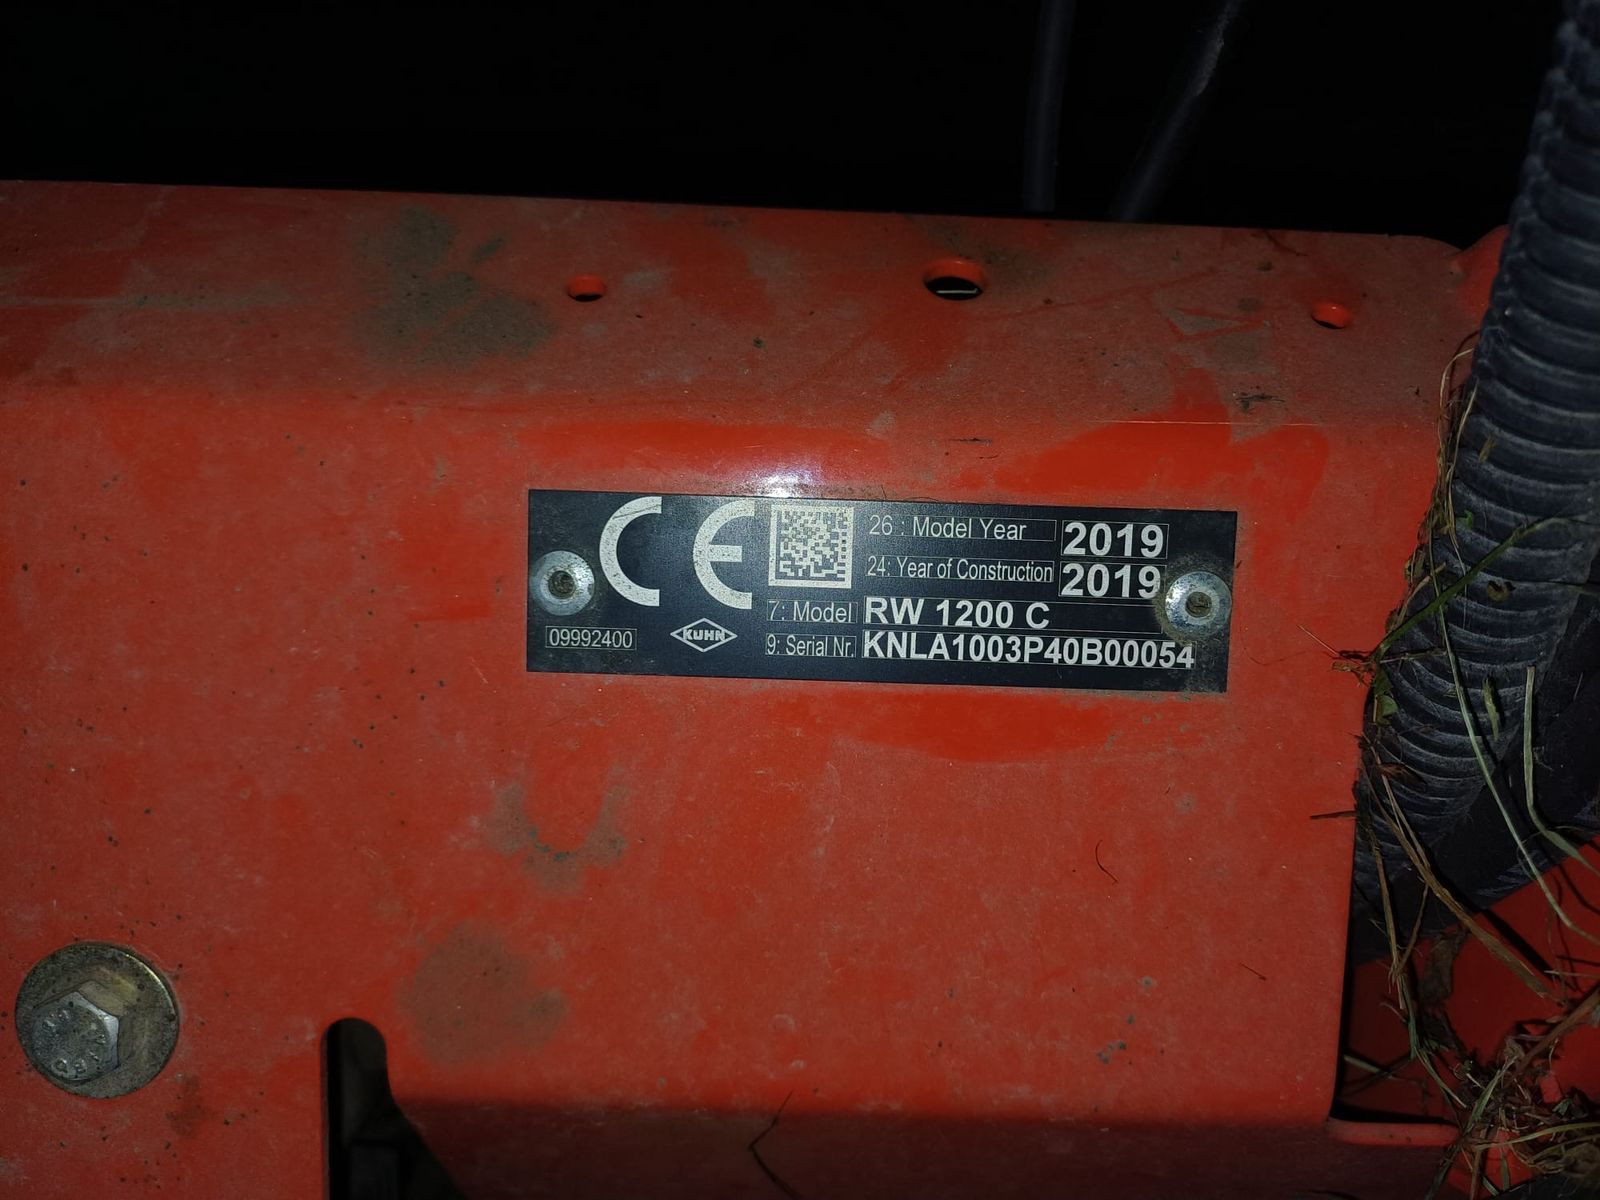 CE
26 : Model Year 2019
24: Year of Construction 2019
7: Model RW 1200 C
9: Serial Nr. KNLA1003P40B00054
09992400
KUHN